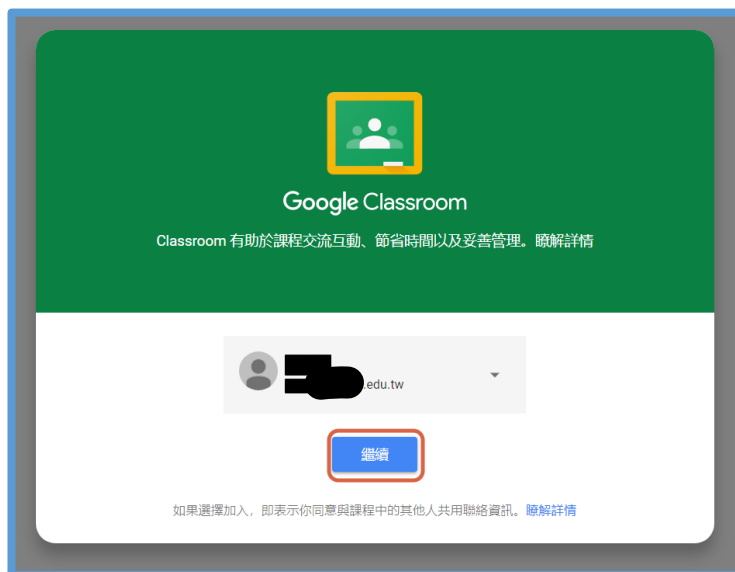 Google Classroom
Classroom 有助於課程交流互動、節省時間以及妥善管理。瞭解詳情
.edu.tw
繼續
如果選擇加入，即表示你同意與課程中的其他人共用聯絡資訊。瞭解詳情